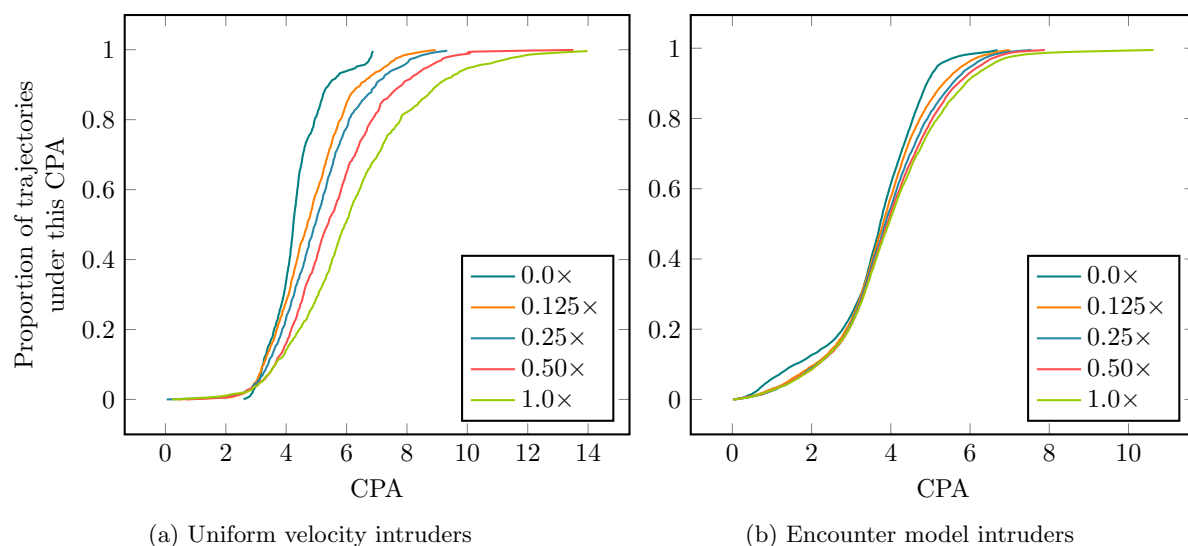 Proportion of trajectories
under this CPA
1
0.8
0.6
0.4
0.2
0
0 2 4 6 8 10 12 14
CPA
0.0×
0.125×
0.25×
0.50×
1.0×
(a) Uniform velocity intruders
1
0.8
0.6
0.4
0.2
0
0 2 4 6 8 10
CPA
0.0×
0.125×
0.25×
0.50×
1.0×
(b) Encounter model intruders